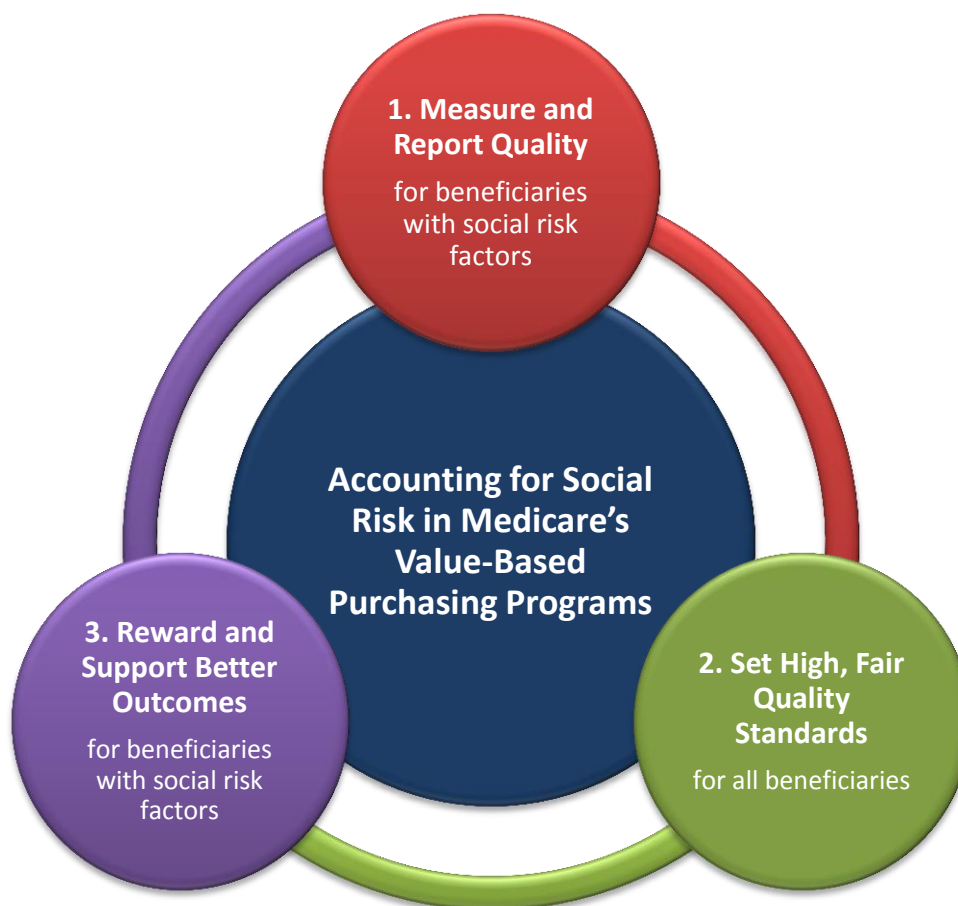 1. Measure and
Report Quality
for beneficiaries
with social risk
factors
Accounting for Social
Risk in Medicare’s
Value-Based
Purchasing Programs
2. Set High, Fair
Quality
Standards
for all beneficiaries
3. Reward and
Support Better
Outcomes
for beneficiaries
with social risk
factors